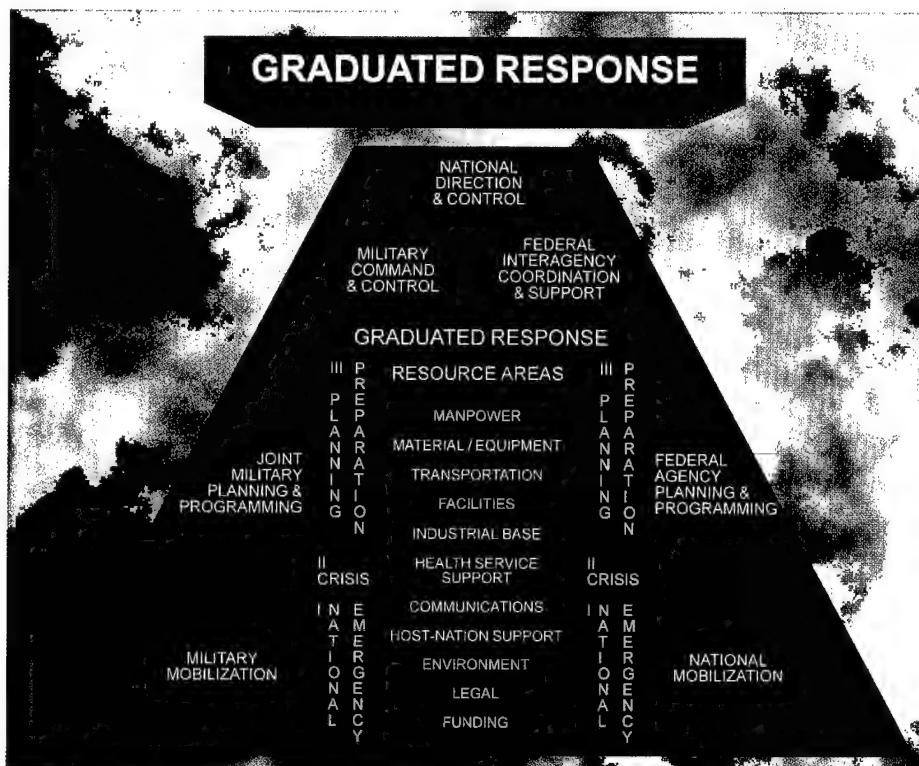 GRADUATED RESPONSE
NATIONAL
DIRECTION
& CONTROL
MILITARY
COMMAND
& CONTROL
FEDERAL
INTERAGENCY
COORDINATION
& SUPPORT
GRADUATED RESPONSE
III PLANNING
PREPARATION
RESOURCE AREAS
MANPOWER
MATERIAL / EQUIPMENT
TRANSPORTATION
FACILITIES
INDUSTRIAL BASE
HEALTH SERVICE
SUPPORT
COMMUNICATIONS
HOST-NATION SUPPORT
ENVIRONMENT
LEGAL
FUNDING
III PLANNING
PREPARATION
JOINT
MILITARY
PLANNING &
PROGRAMMING
FEDERAL
AGENCY
PLANNING &
PROGRAMMING
II
CRISIS
II
CRISIS
I NATIONAL
EMERGENCY
I NATIONAL
EMERGENCY
MILITARY
MOBILIZATION
NATIONAL
MOBILIZATION